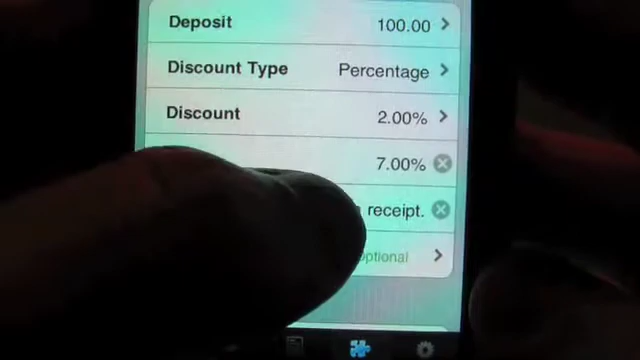 Deposit 100.00
Discount Type Percentage
Discount 2.00%
7.00%
receipt.
optional